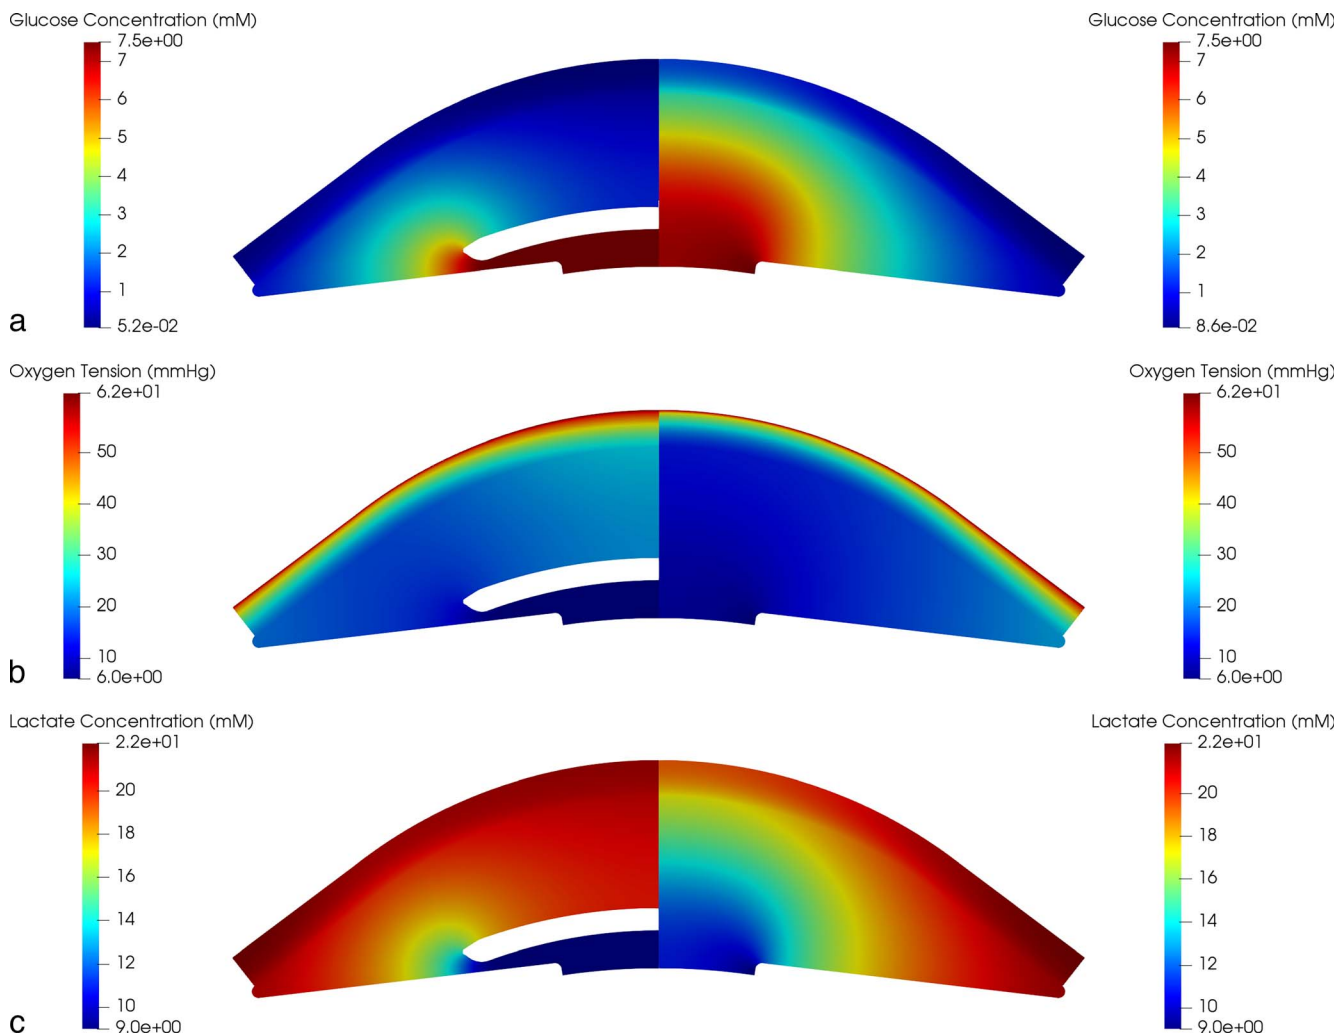 Glucose Concentration (mM)
7.5e+00
7
6
5
4
3
2
1
5.2e-02
Glucose Concentration (mM)
7.5e+00
7
6
5
4
3
2
1
8.6e-02
a
Oxygen Tension (mmHg)
6.2e+01
50
40
30
20
10
6.0e+00
Oxygen Tension (mmHg)
6.2e+01
50
40
30
20
10
6.0e+00
b
Lactate Concentration (mM)
2.2e+01
20
18
16
14
12
10
9.0e+00
Lactate Concentration (mM)
2.2e+01
20
18
16
14
12
10
9.0e+00
c